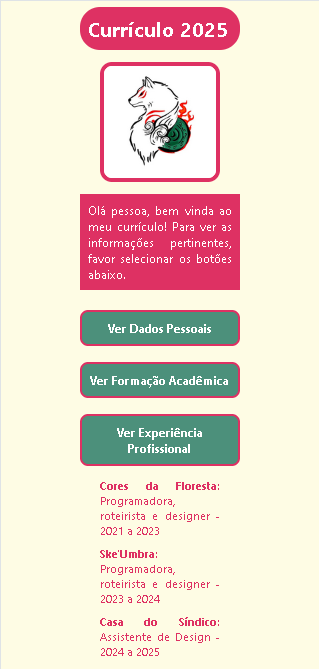 Currículo 2025
Olá pessoa, bem vinda ao
meu currículo! Para ver as
informações pertinentes,
favor selecionar os botões
abaixo.
Ver Dados Pessoais
Ver Formação Acadêmica
Ver Experiência
Profissional
Cores da Floresta:
Programadora,
roteirista e designer -
2021 a 2023
Ske'Umbra:
Programadora,
roteirista e designer -
2023 a 2024
Casa do Síndico:
Assistente de Design -
2024 a 2025